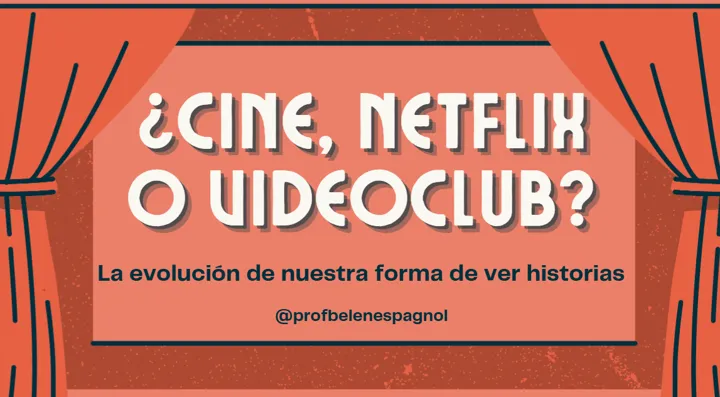 ¿CINE, NETFLIX
O VIDEOCLUB?
La evolución de nuestra forma de ver historias
@profbelenespagnol